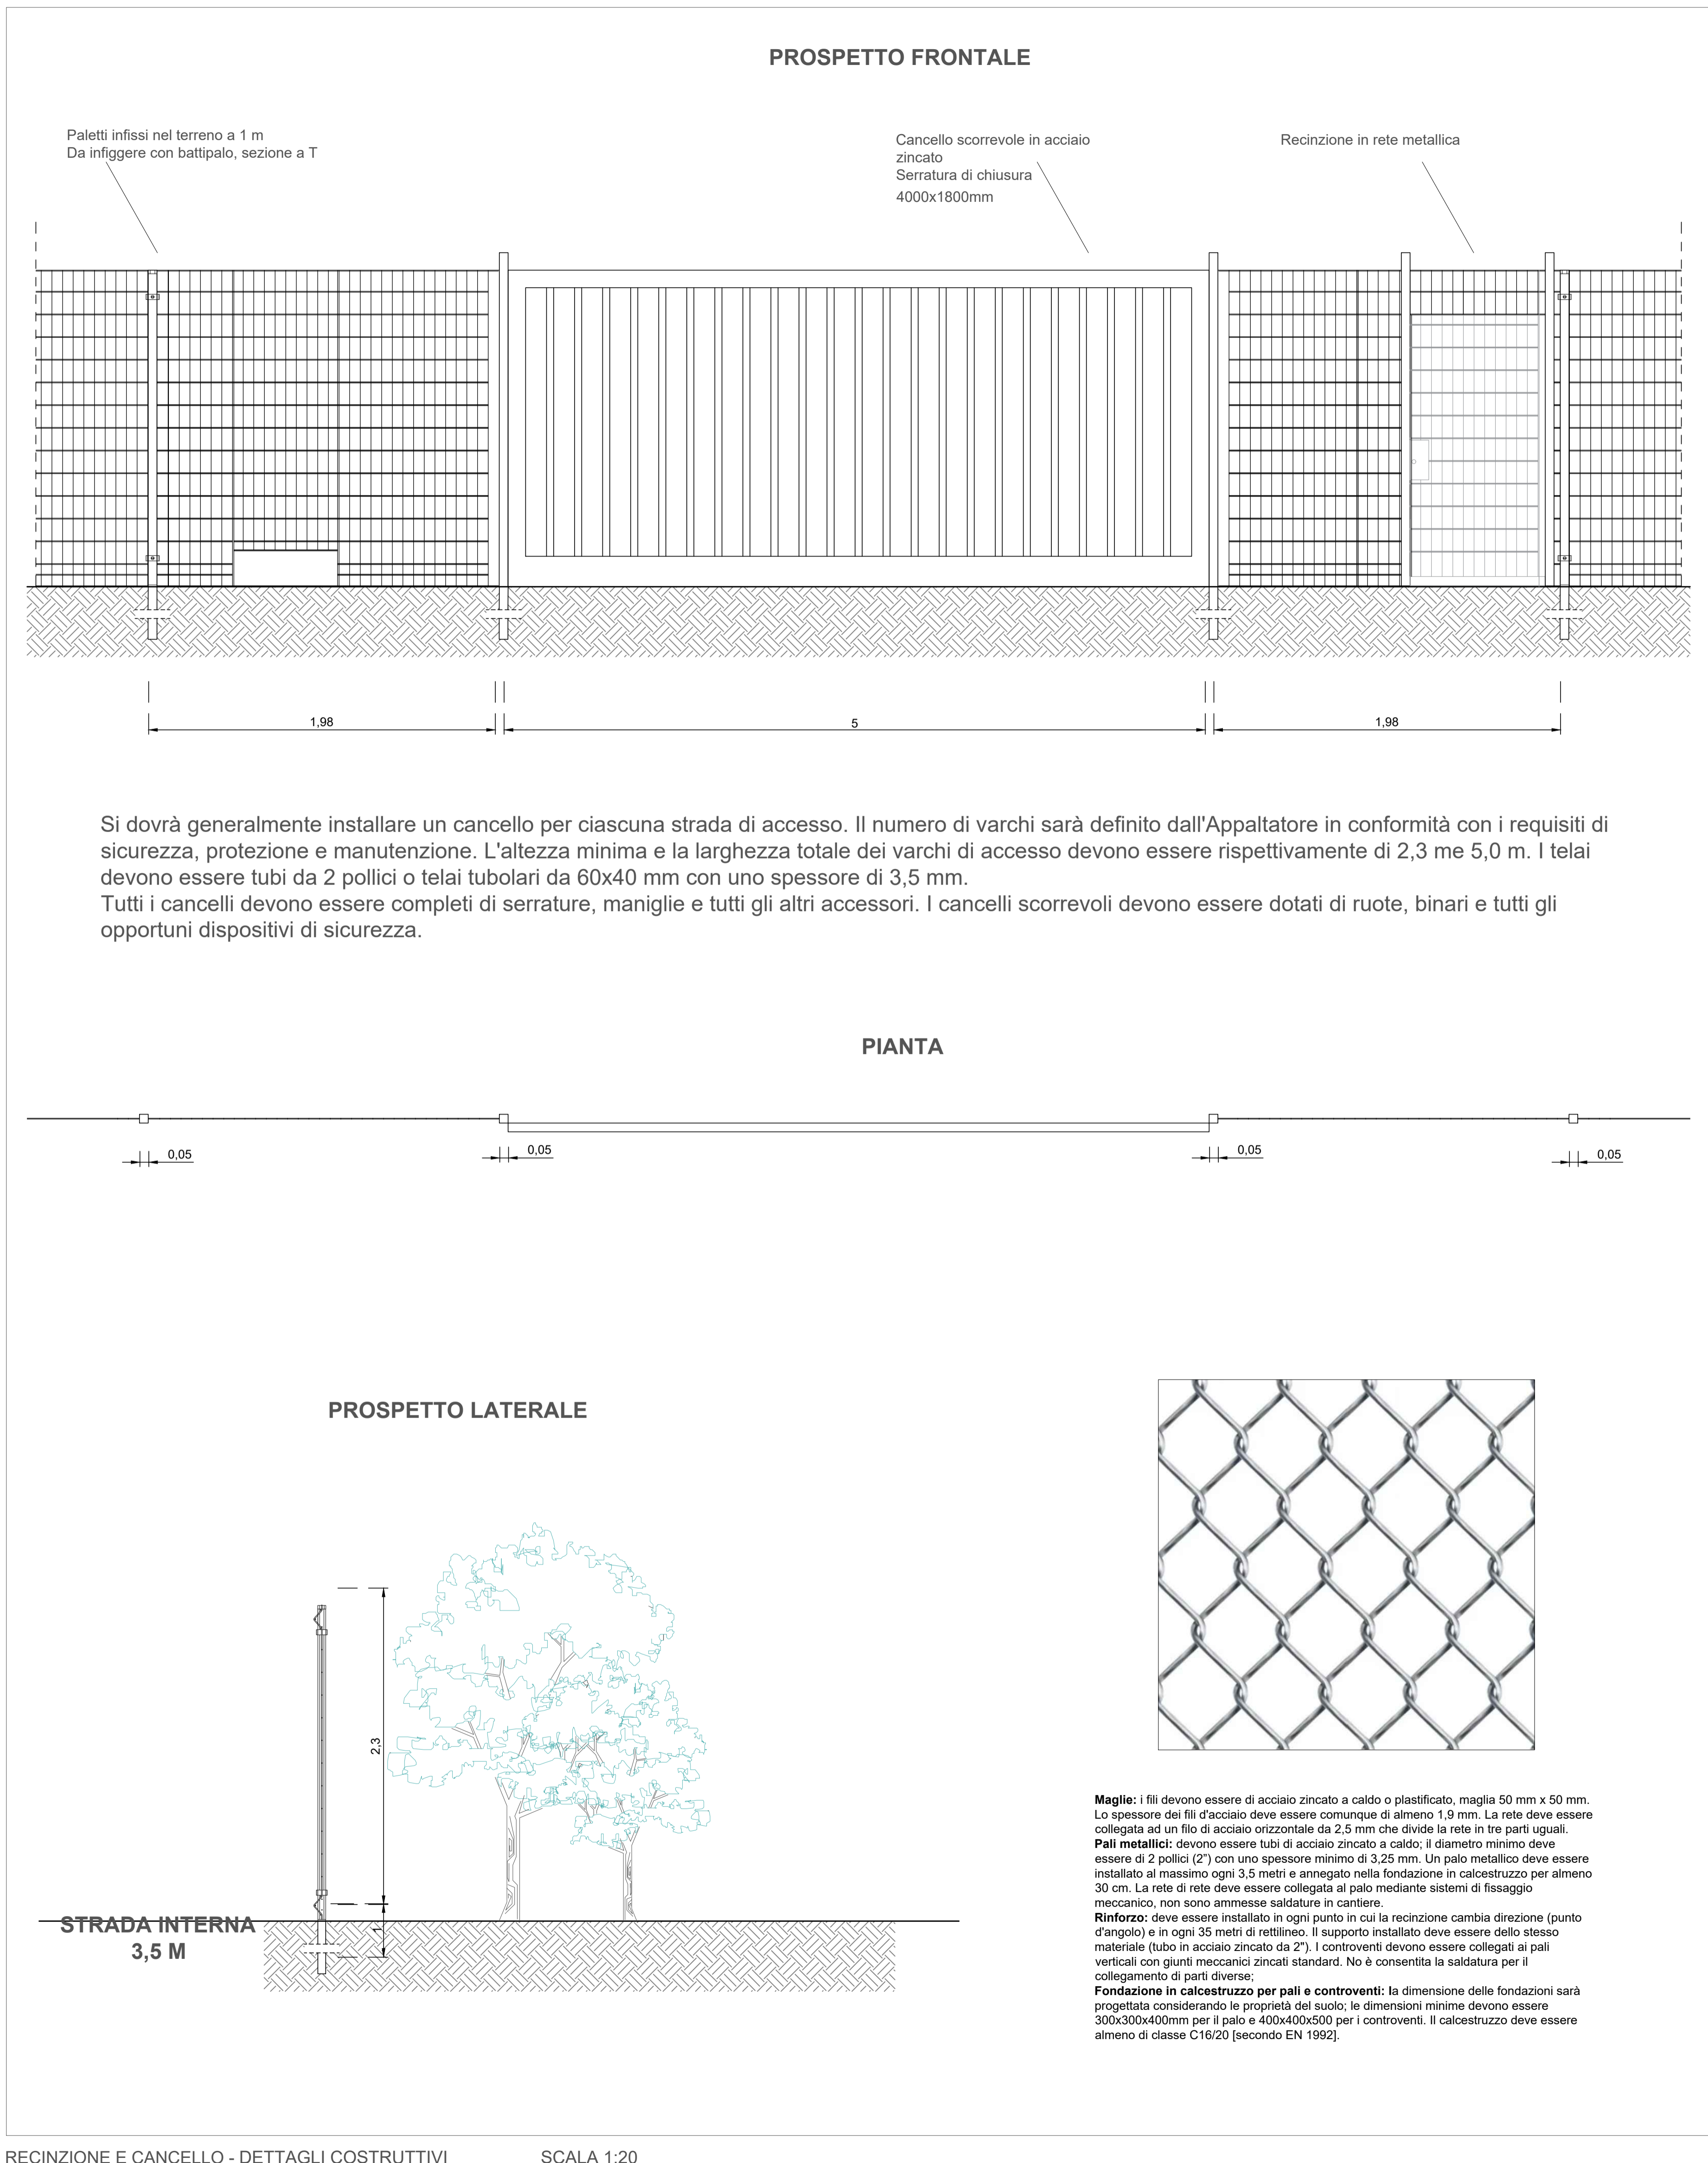 PROSPETTO FRONTALE
Paletti infissi nel terreno a 1 m
Da infiggere con battipalo, sezione a T
Cancello scorrevole in acciaio
zincato
Serratura di chiusura
4000x1800mm
Recinzione in rete metallica
1,98
5
1,98
Si dovrà generalmente installare un cancello per ciascuna strada di accesso. Il numero di varchi sarà definito dall'Appaltatore in conformità con i requisiti di
sicurezza, protezione e manutenzione. L'altezza minima e la larghezza totale dei varchi di accesso devono essere rispettivamente di 2,3 me 5,0 m. I telai
devono essere tubi da 2 pollici o telai tubolari da 60x40 mm con uno spessore di 3,5 mm.
Tutti i cancelli devono essere completi di serrature, maniglie e tutti gli altri accessori. I cancelli scorrevoli devono essere dotati di ruote, binari e tutti gli
opportuni dispositivi di sicurezza.
PIANTA
0,05
0,05
0,05
0,05
PROSPETTO LATERALE
2,3
1
STRADA INTERNA
3,5 M
Maglie: i fili devono essere di acciaio zincato a caldo o plastificato, maglia 50 mm x 50 mm.
Lo spessore dei fili d'acciaio deve essere comunque di almeno 1,9 mm. La rete deve essere
collegata ad un filo di acciaio orizzontale da 2,5 mm che divide la rete in tre parti uguali.
Pali metallici: devono essere tubi di acciaio zincato a caldo; il diametro minimo deve
essere di 2 pollici (2”) con uno spessore minimo di 3,25 mm. Un palo metallico deve essere
installato al massimo ogni 3,5 metri e annegato nella fondazione in calcestruzzo per almeno
30 cm. La rete di rete deve essere collegata al palo mediante sistemi di fissaggio
meccanico, non sono ammesse saldature in cantiere.
Rinforzo: deve essere installato in ogni punto in cui la recinzione cambia direzione (punto
d'angolo) e in ogni 35 metri di rettilineo. Il supporto installato deve essere dello stesso
materiale (tubo in acciaio zincato da 2"). I controventi devono essere collegati ai pali
verticali con giunti meccanici zincati standard. No è consentita la saldatura per il
collegamento di parti diverse;
Fondazione in calcestruzzo per pali e controventi: la dimensione delle fondazioni sarà
progettata considerando le proprietà del suolo; le dimensioni minime devono essere
300x300x400mm per il palo e 400x400x500 per i controventi. Il calcestruzzo deve essere
almeno di classe C16/20 [secondo EN 1992].
RECINZIONE E CANCELLO - DETTAGLI COSTRUTTIVI SCALA 1:20